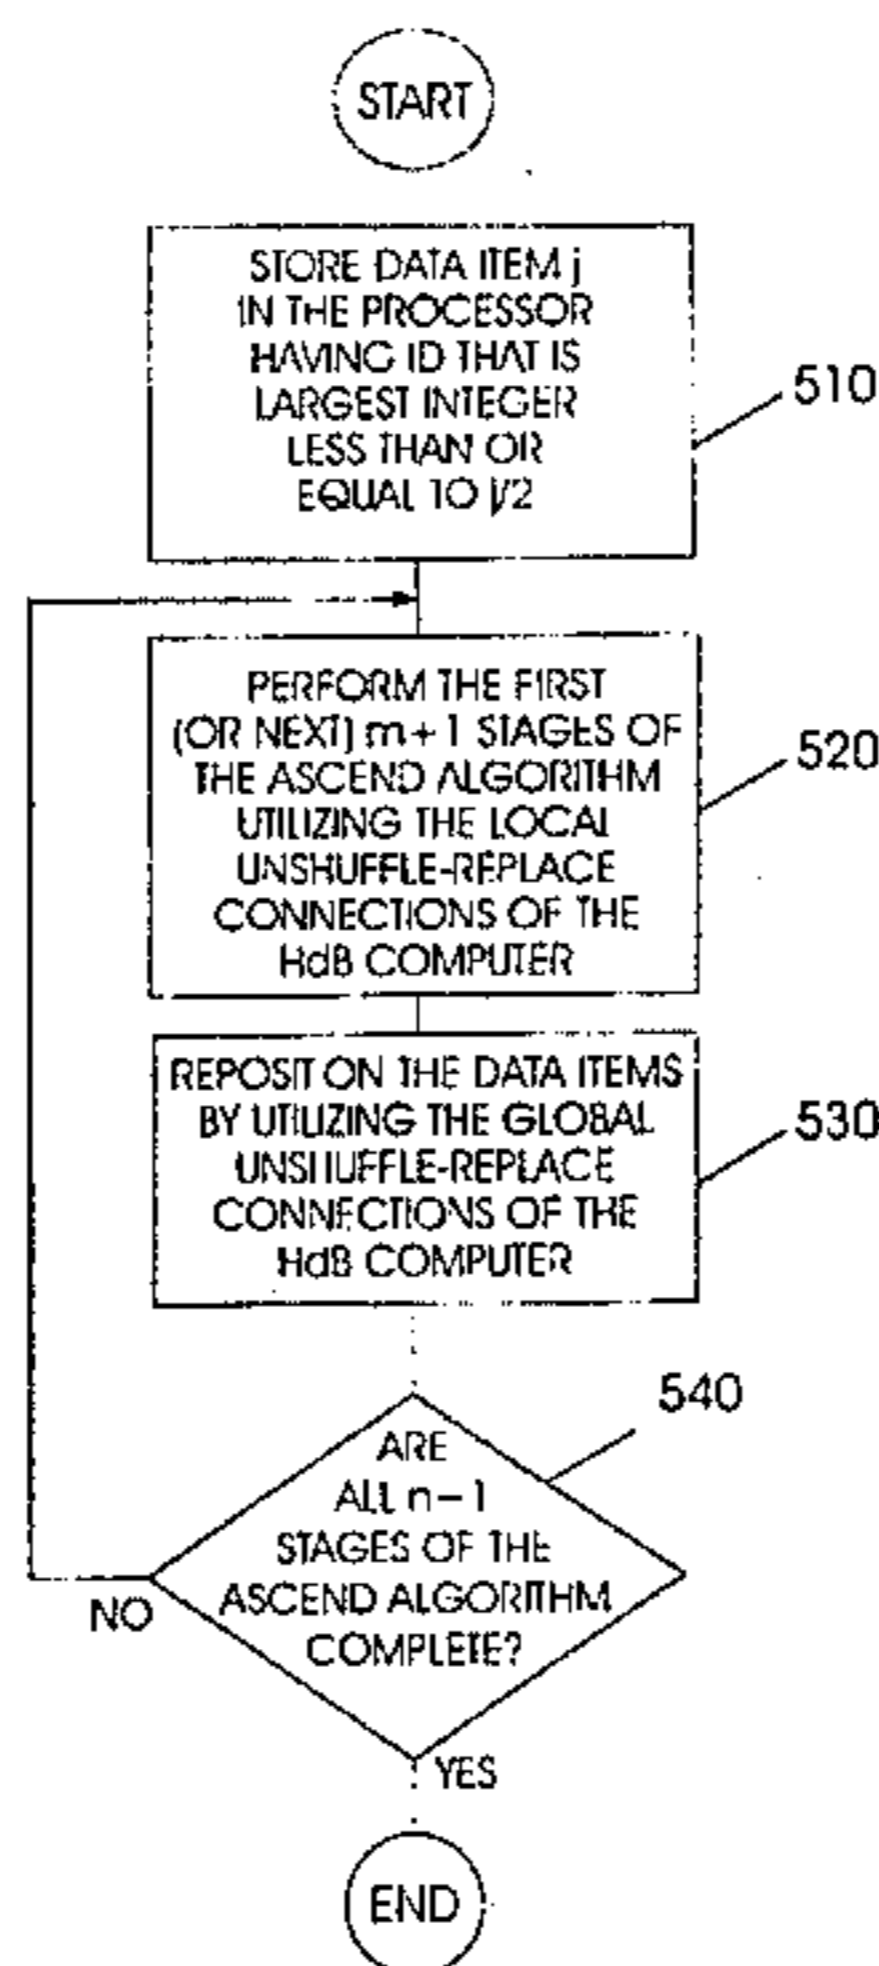 START
STORE DATA ITEM j
IN THE PROCESSOR
HAVING ID THAT IS
LARGEST INTEGER
LESS THAN OR
EQUAL TO j/2
510
PERFORM THE FIRST
(OR NEXT) m+1 STAGES OF
THE ASCEND ALGORITHM
UTILIZING THE LOCAL
UNSHUFFLE-REPLACE
CONNECTIONS OF THE
HdB COMPUTER
520
REPOSITION THE DATA ITEMS
BY UTILIZING THE GLOBAL
UNSHUFFLE-REPLACE
CONNECTIONS OF THE
HdB COMPUTER
530
540
ARE
ALL n-1
STAGES OF THE
ASCEND ALGORITHM
COMPLETE?
NO
YES
END